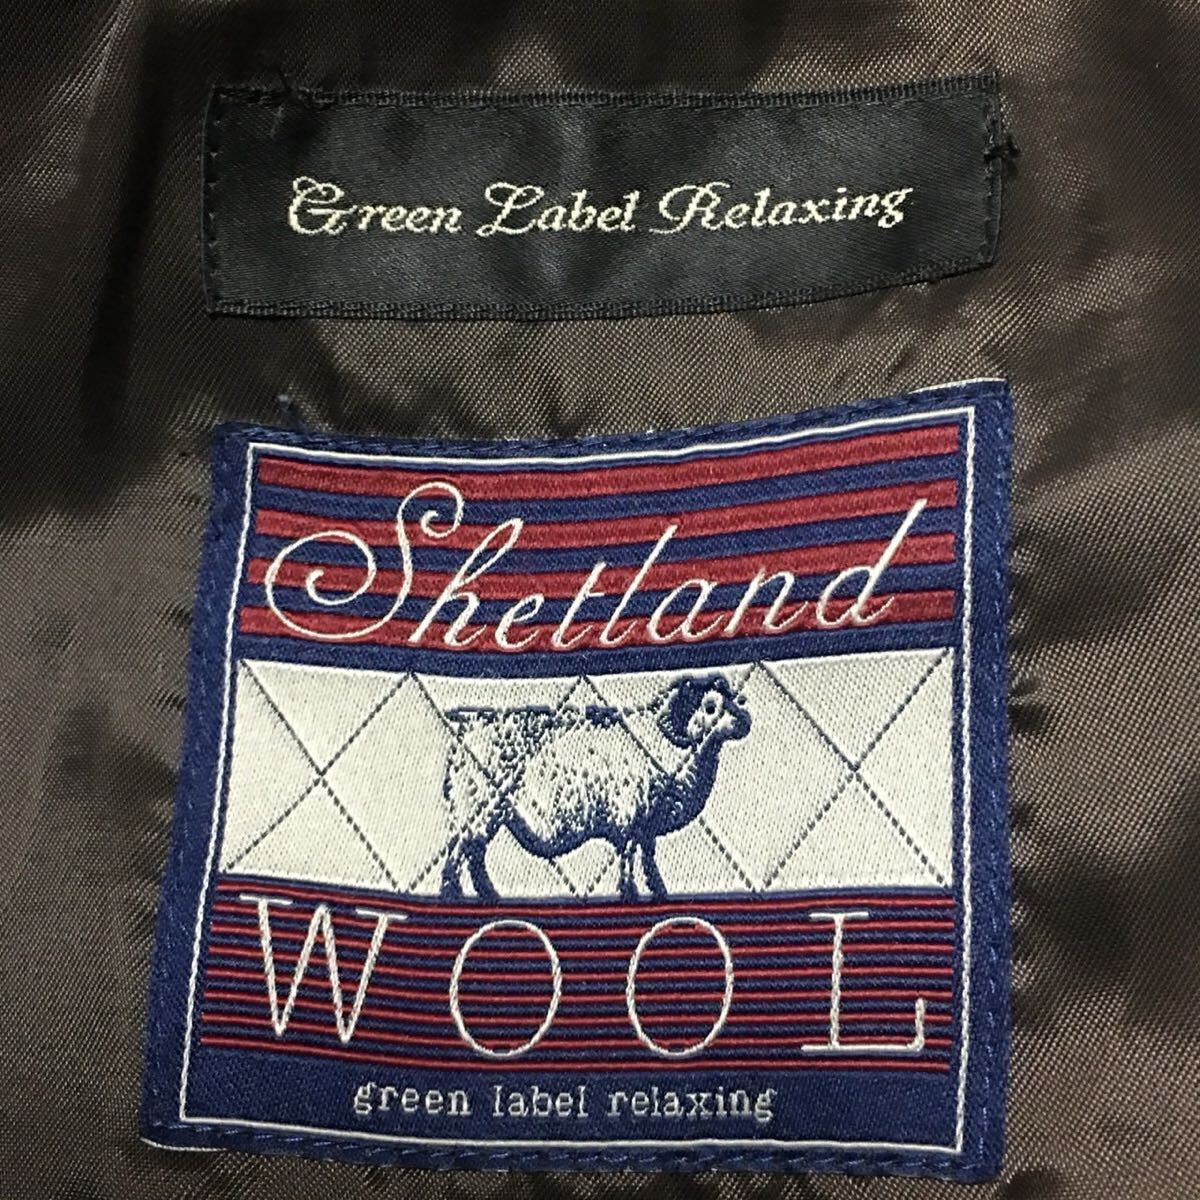 Green Label Relaxing
Shetland
WOOL
green label relaxing